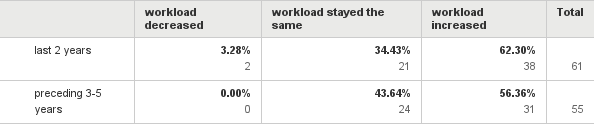 workload decreased workload stayed the same workload increased Total
last 2 years 3.28% 34.43% 62.30%
2 21 38 61
preceding 3-5 years 0.00% 43.64% 56.36%
0 24 31 55